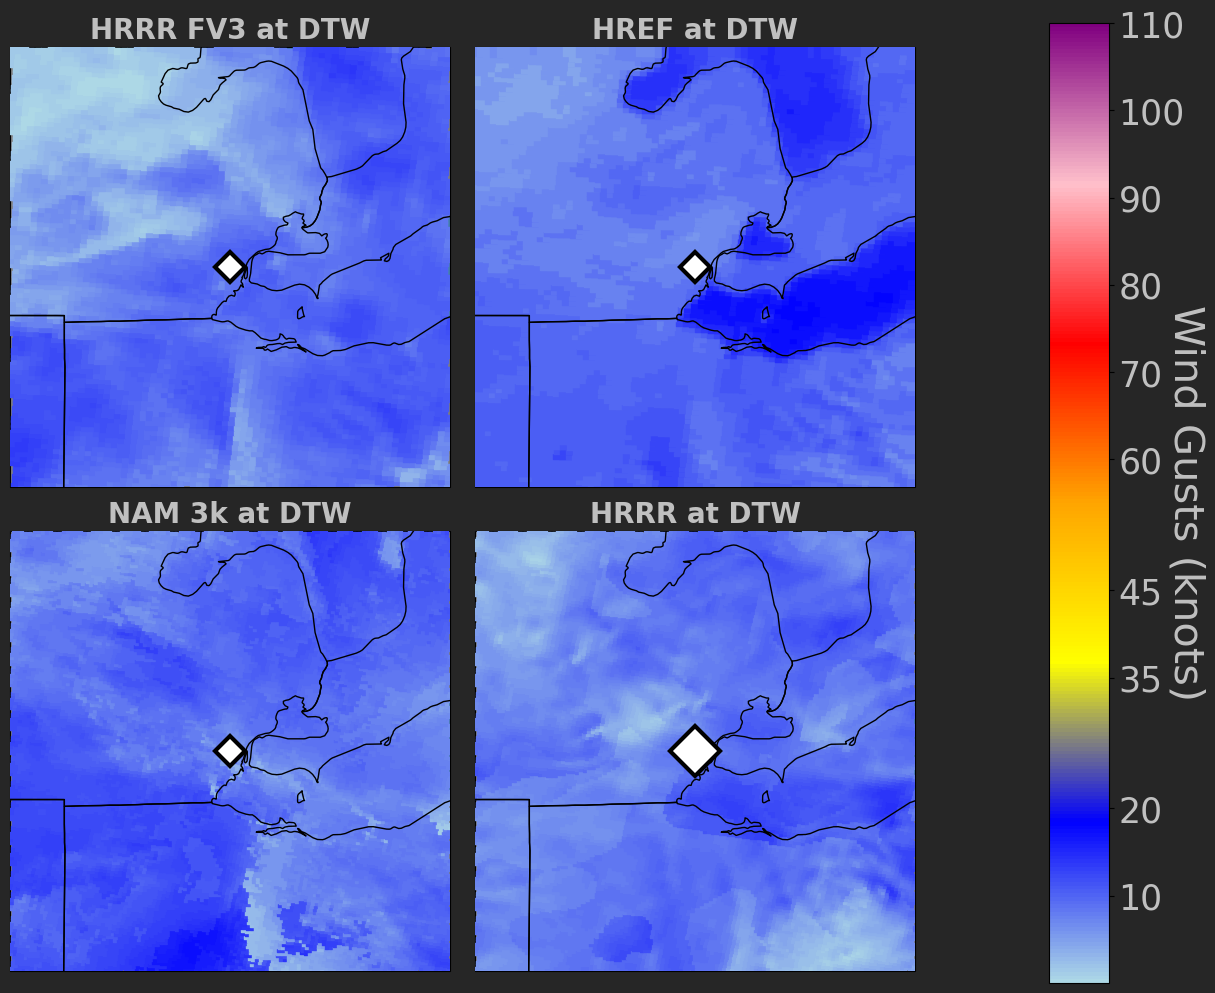 HRRR FV3 at DTW
HREF at DTW
NAM 3k at DTW
HRRR at DTW
110
100
90
80
70
60
45
35
20
10
Wind Gusts (knots)